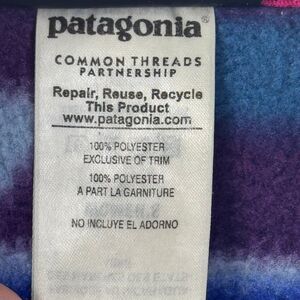 patagonia®
COMMON THREADS
PARTNERSHIP
Repair, Reuse, Recycle
This Product
www.patagonia.com
100% POLYESTER
EXCLUSIVE OF TRIM
100% POLYESTER
A PART LA GARNITURE
NO INCLUYE EL ADORNO